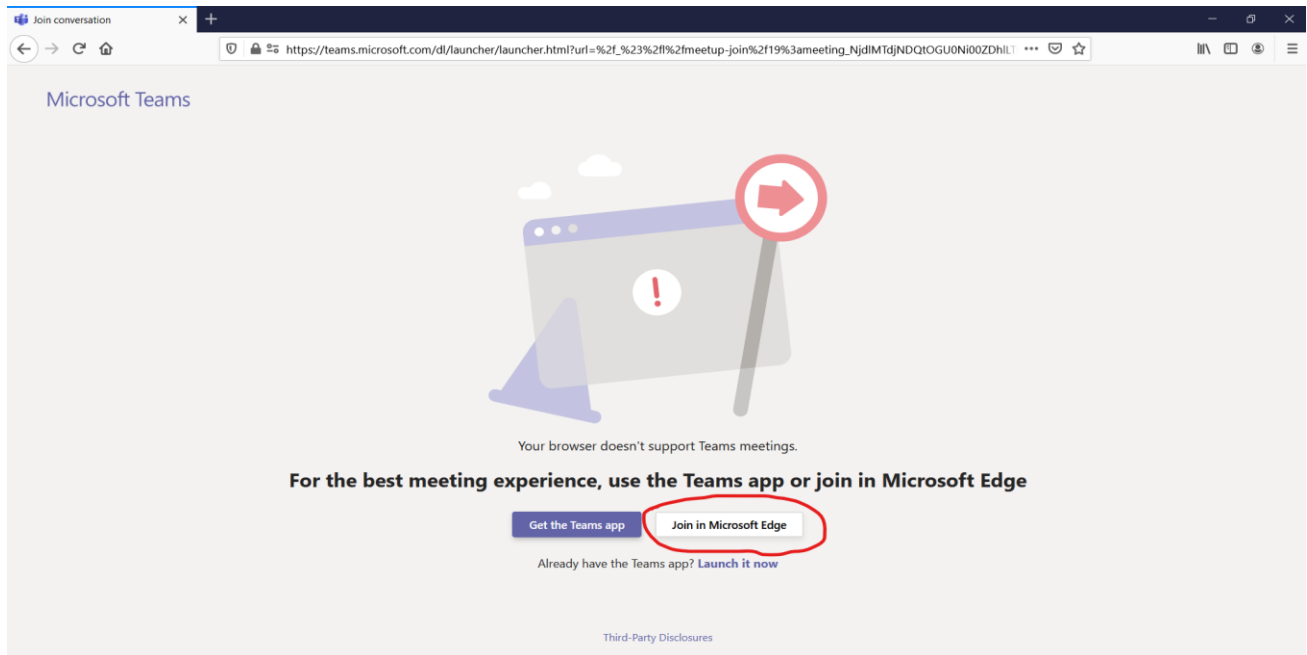 Join conversation
https://teams.microsoft.com/dl/launcher/launcher.html?url=%2f_%23%2fl%2fmeetup-join%2f19%3ameeting_NjdlMTdjNDQtOGU0Ni00ZDhlLT
Microsoft Teams
Your browser doesn't support Teams meetings.
For the best meeting experience, use the Teams app or join in Microsoft Edge
Get the Teams app Join in Microsoft Edge
Already have the Teams app? Launch it now
Third-Party Disclosures